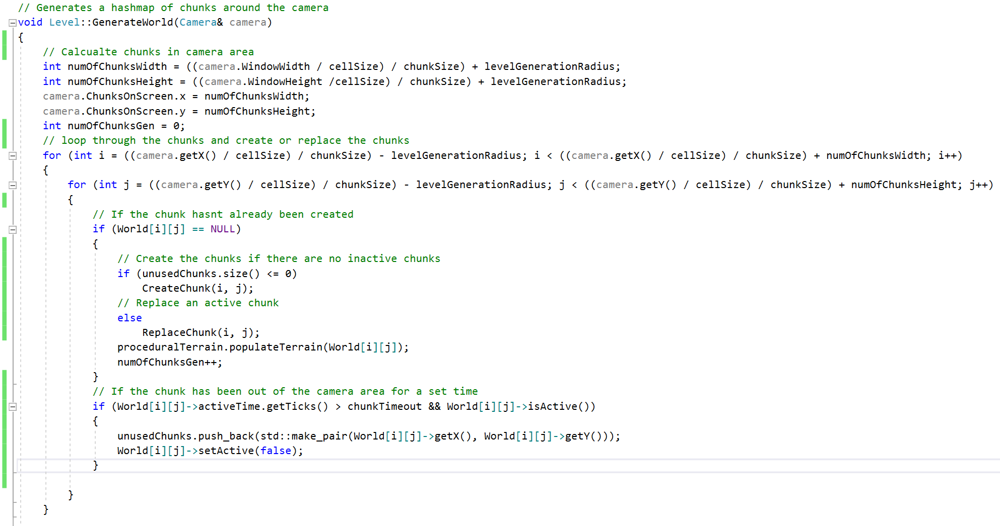 // Generates a hashmap of chunks around the camera
void Level::GenerateWorld(Camera& camera)
{
    // Calcualte chunks in camera area
    int numOfChunksWidth = ((camera.WindowWidth / cellSize) / chunkSize) + levelGenerationRadius;
    int numOfChunksHeight = ((camera.WindowHeight /cellSize) / chunkSize) + levelGenerationRadius;
    camera.ChunksOnScreen.x = numOfChunksWidth;
    camera.ChunksOnScreen.y = numOfChunksHeight;
    int numOfChunksGen = 0;
    // loop through the chunks and create or replace the chunks
    for (int i = ((camera.getX() / cellSize) / chunkSize) - levelGenerationRadius; i < ((camera.getX() / cellSize) / chunkSize) + numOfChunksWidth; i++)
    {
        for (int j = ((camera.getY() / cellSize) / chunkSize) - levelGenerationRadius; j < ((camera.getY() / cellSize) / chunkSize) + numOfChunksHeight; j++)
        {
            // If the chunk hasnt already been created
            if (World[i][j] == NULL)
            {
                // Create the chunks if there are no inactive chunks
                if (unusedChunks.size() <= 0)
                    CreateChunk(i, j);
                // Replace an active chunk
                else
                    ReplaceChunk(i, j);
                proceduralTerrain.populateTerrain(World[i][j]);
                numOfChunksGen++;
            }
            // If the chunk has been out of the camera area for a set time
            if (World[i][j]->activeTime.getTicks() > chunkTimeout && World[i][j]->isActive())
            {
                unusedChunks.push_back(std::make_pair(World[i][j]->getX(), World[i][j]->getY()));
                World[i][j]->setActive(false);
            }
        }
    }